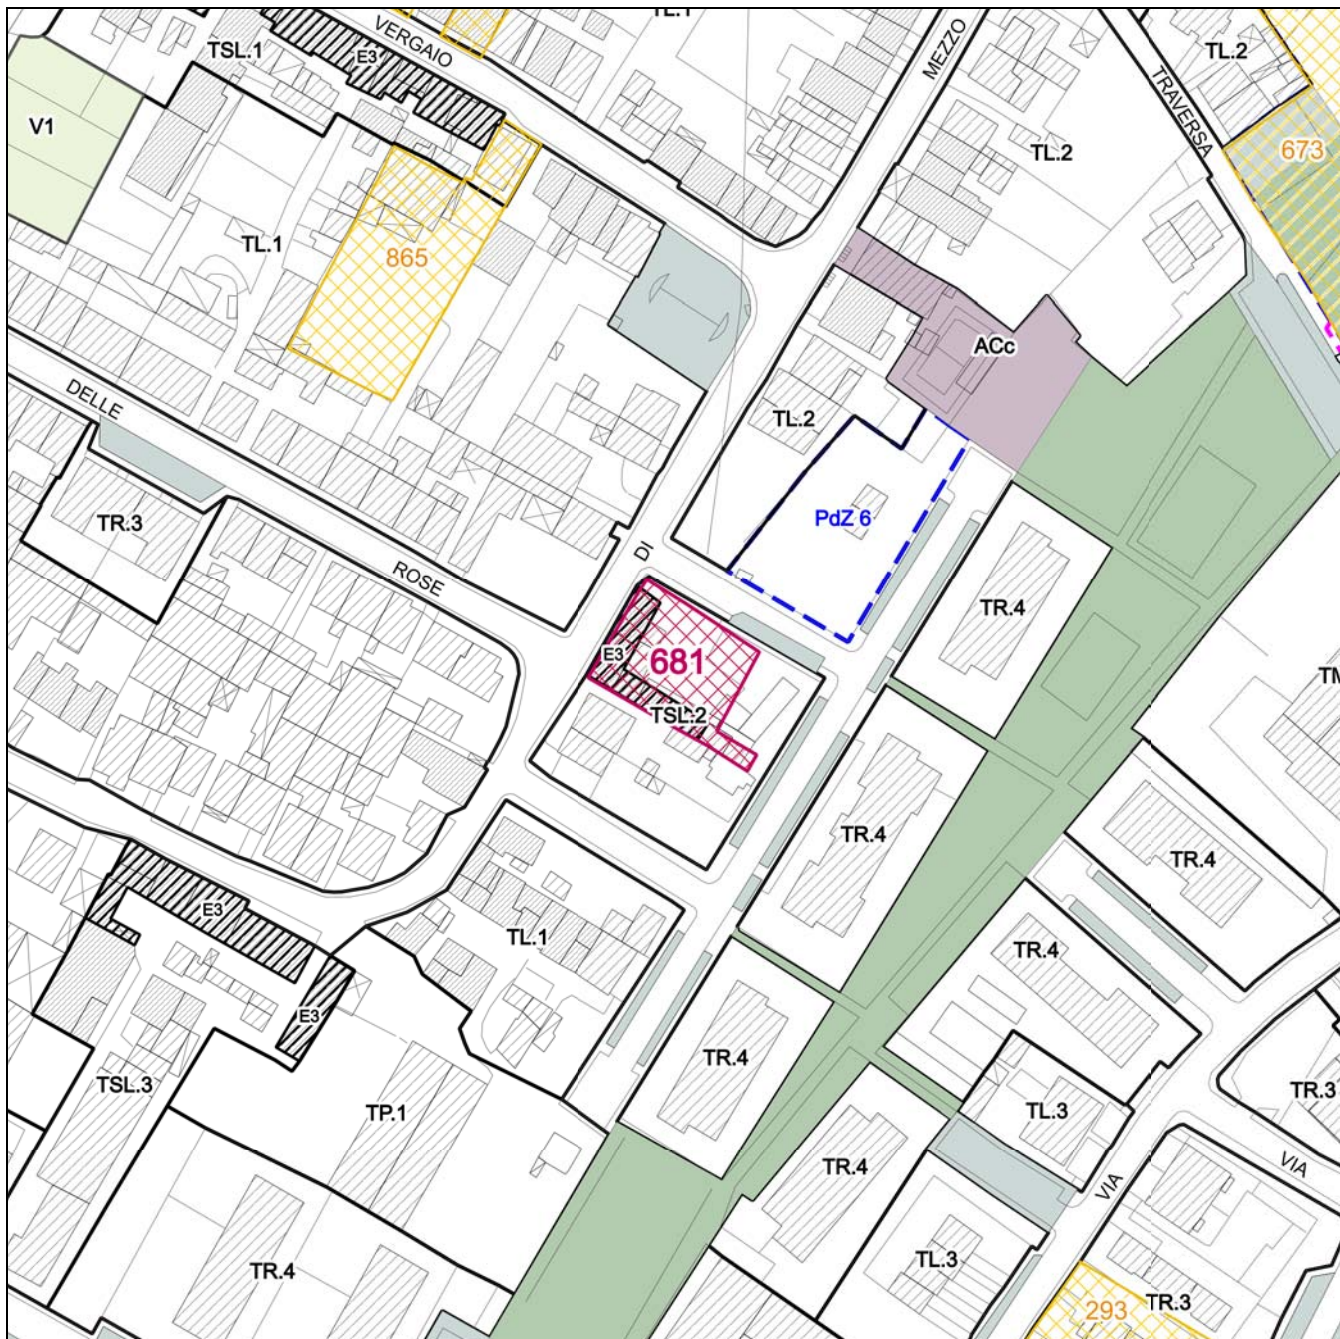 TL.1
VERGAIO
TSL.1
E3
MEZZO
TL.2
TRAVERSA
V1
TL.2
673
TL.1
865
ACc
DELLE
TL.2
PdZ 6
TR.3
DI
ROSE
TR.4
E3
681
TSL.2
TR.4
TR.4
E3
TL.1
TR.4
E3
TR.4
TSL.3
TP.1
TL.3
TR.3
TR.4
VIA
VIA
TR.4
TL.3
293
TR.3